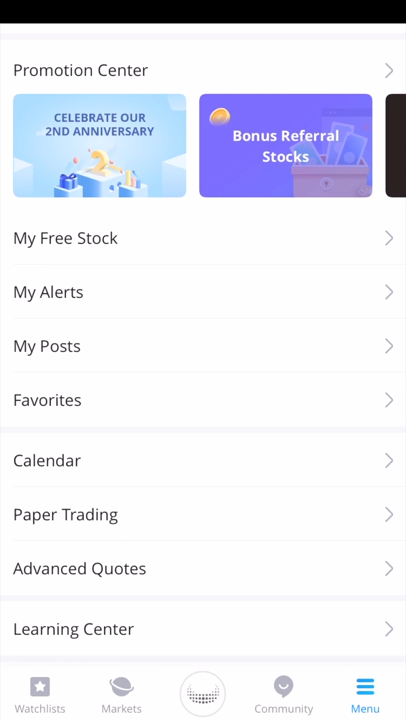 Promotion Center
CELEBRATE OUR
2ND ANNIVERSARY
2
Bonus Referral
Stocks
My Free Stock
My Alerts
My Posts
Favorites
Calendar
Paper Trading
Advanced Quotes
Learning Center
Watchlists
Markets
Community
Menu